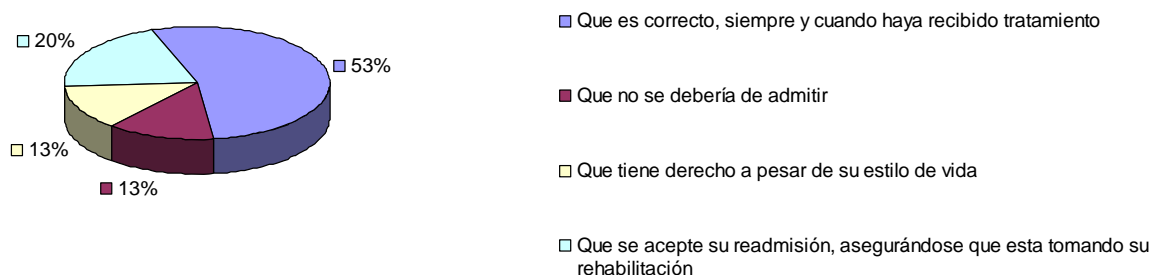 20%
53%
13%
13%
Que es correcto, siempre y cuando haya recibido tratamiento
Que no se debería de admitir
Que tiene derecho a pesar de su estilo de vida
Que se acepte su readmisión, asegurándose que esta tomando su
rehabilitación